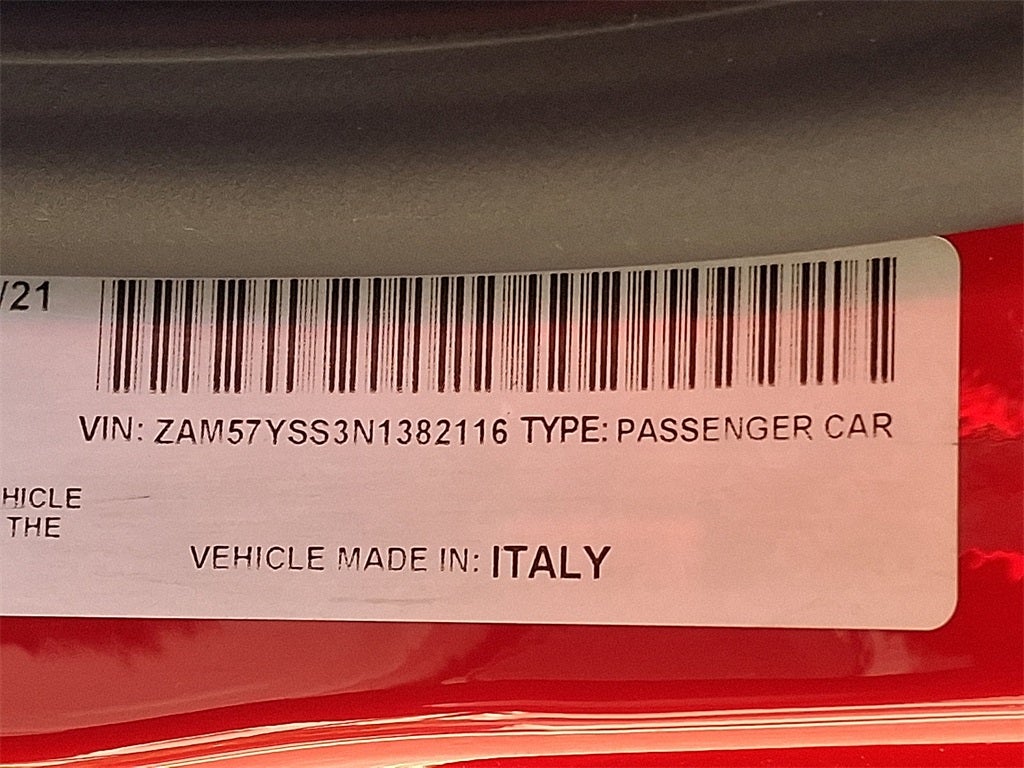 /21
VIN: ZAM57YSS3N1382116 TYPE: PASSENGER CAR
HICLE
THE
VEHICLE MADE IN: ITALY